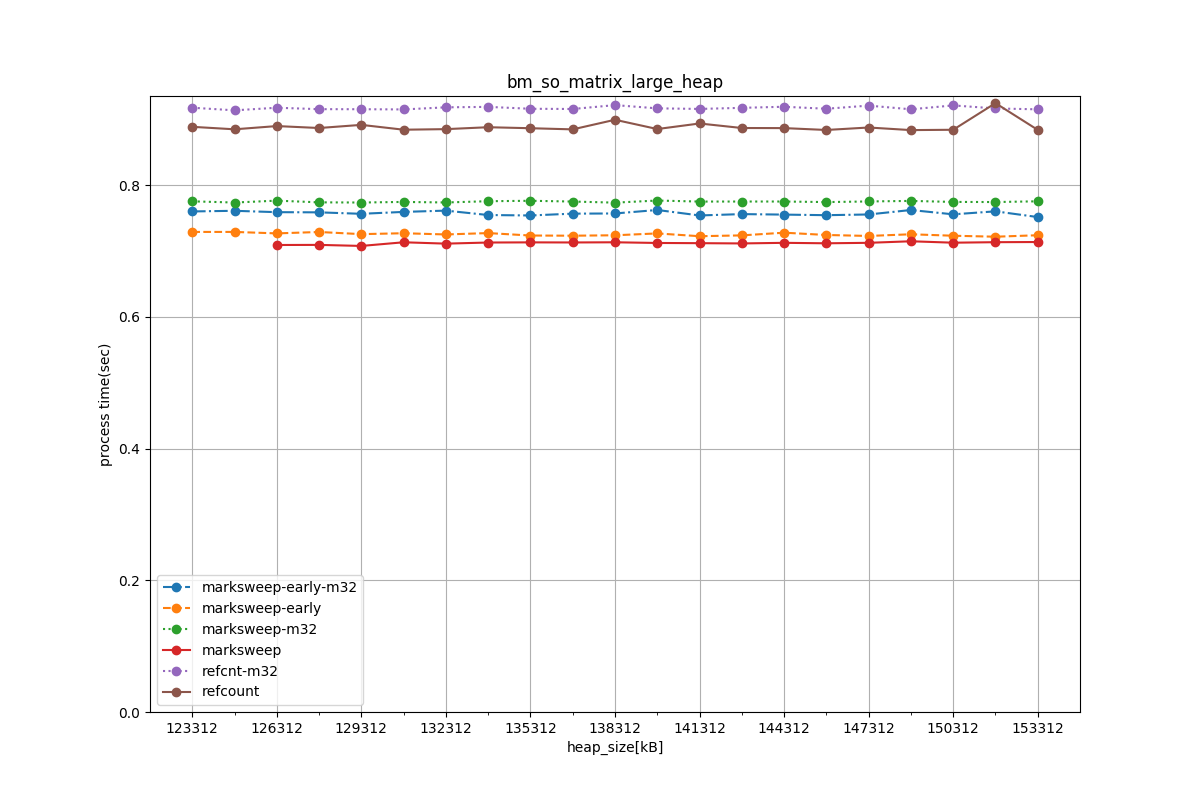 bm_so_matrix_large_heap
process time(sec)
0.8
0.6
0.4
0.2
0.0
marksweep-early-m32
marksweep-early
marksweep-m32
marksweep
refcnt-m32
refcount
123312 126312 129312 132312 135312 138312 141312 144312 147312 150312 153312
heap_size[kB]